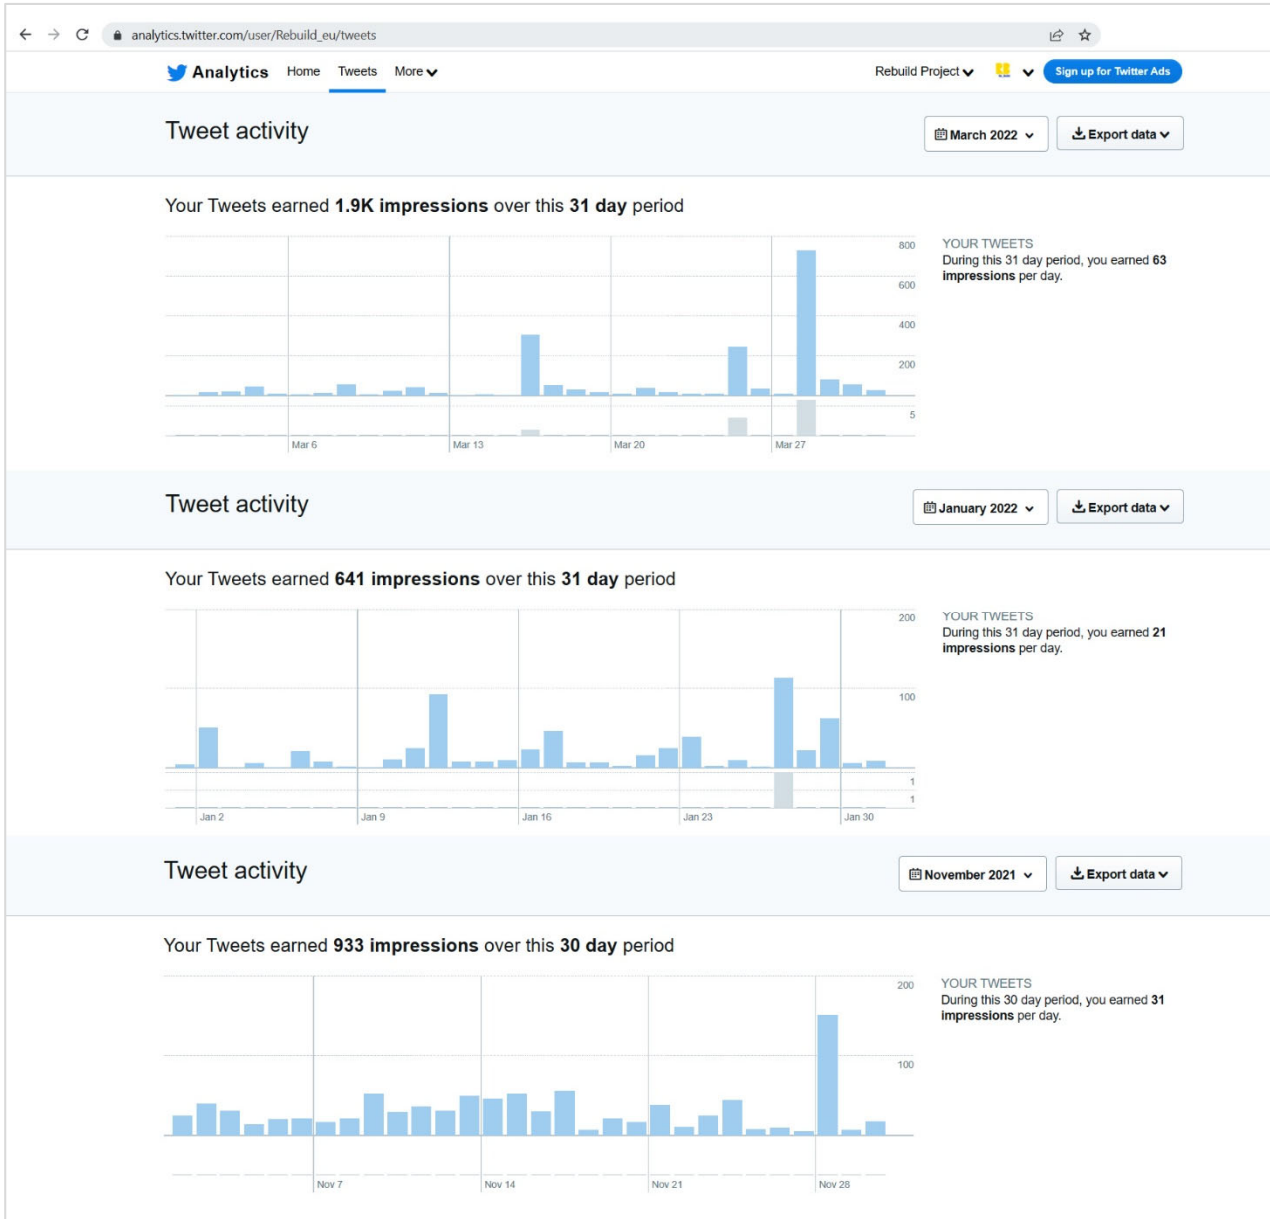 analytics.twitter.com/user/Rebuild_eu/tweets
Analytics Home Tweets More Rebuild Project Sign up for Twitter Ads
Tweet activity March 2022 Export data
Your Tweets earned 1.9K impressions over this 31 day period
800
600
400
200
5
Mar 6 Mar 13 Mar 20 Mar 27
YOUR TWEETS
During this 31 day period, you earned 63
impressions per day.
Tweet activity January 2022 Export data
Your Tweets earned 641 impressions over this 31 day period
200
100
1
1
Jan 2 Jan 9 Jan 16 Jan 23 Jan 30
YOUR TWEETS
During this 31 day period, you earned 21
impressions per day.
Tweet activity November 2021 Export data
Your Tweets earned 933 impressions over this 30 day period
200
100
Nov 7 Nov 14 Nov 21 Nov 28
YOUR TWEETS
During this 30 day period, you earned 31
impressions per day.